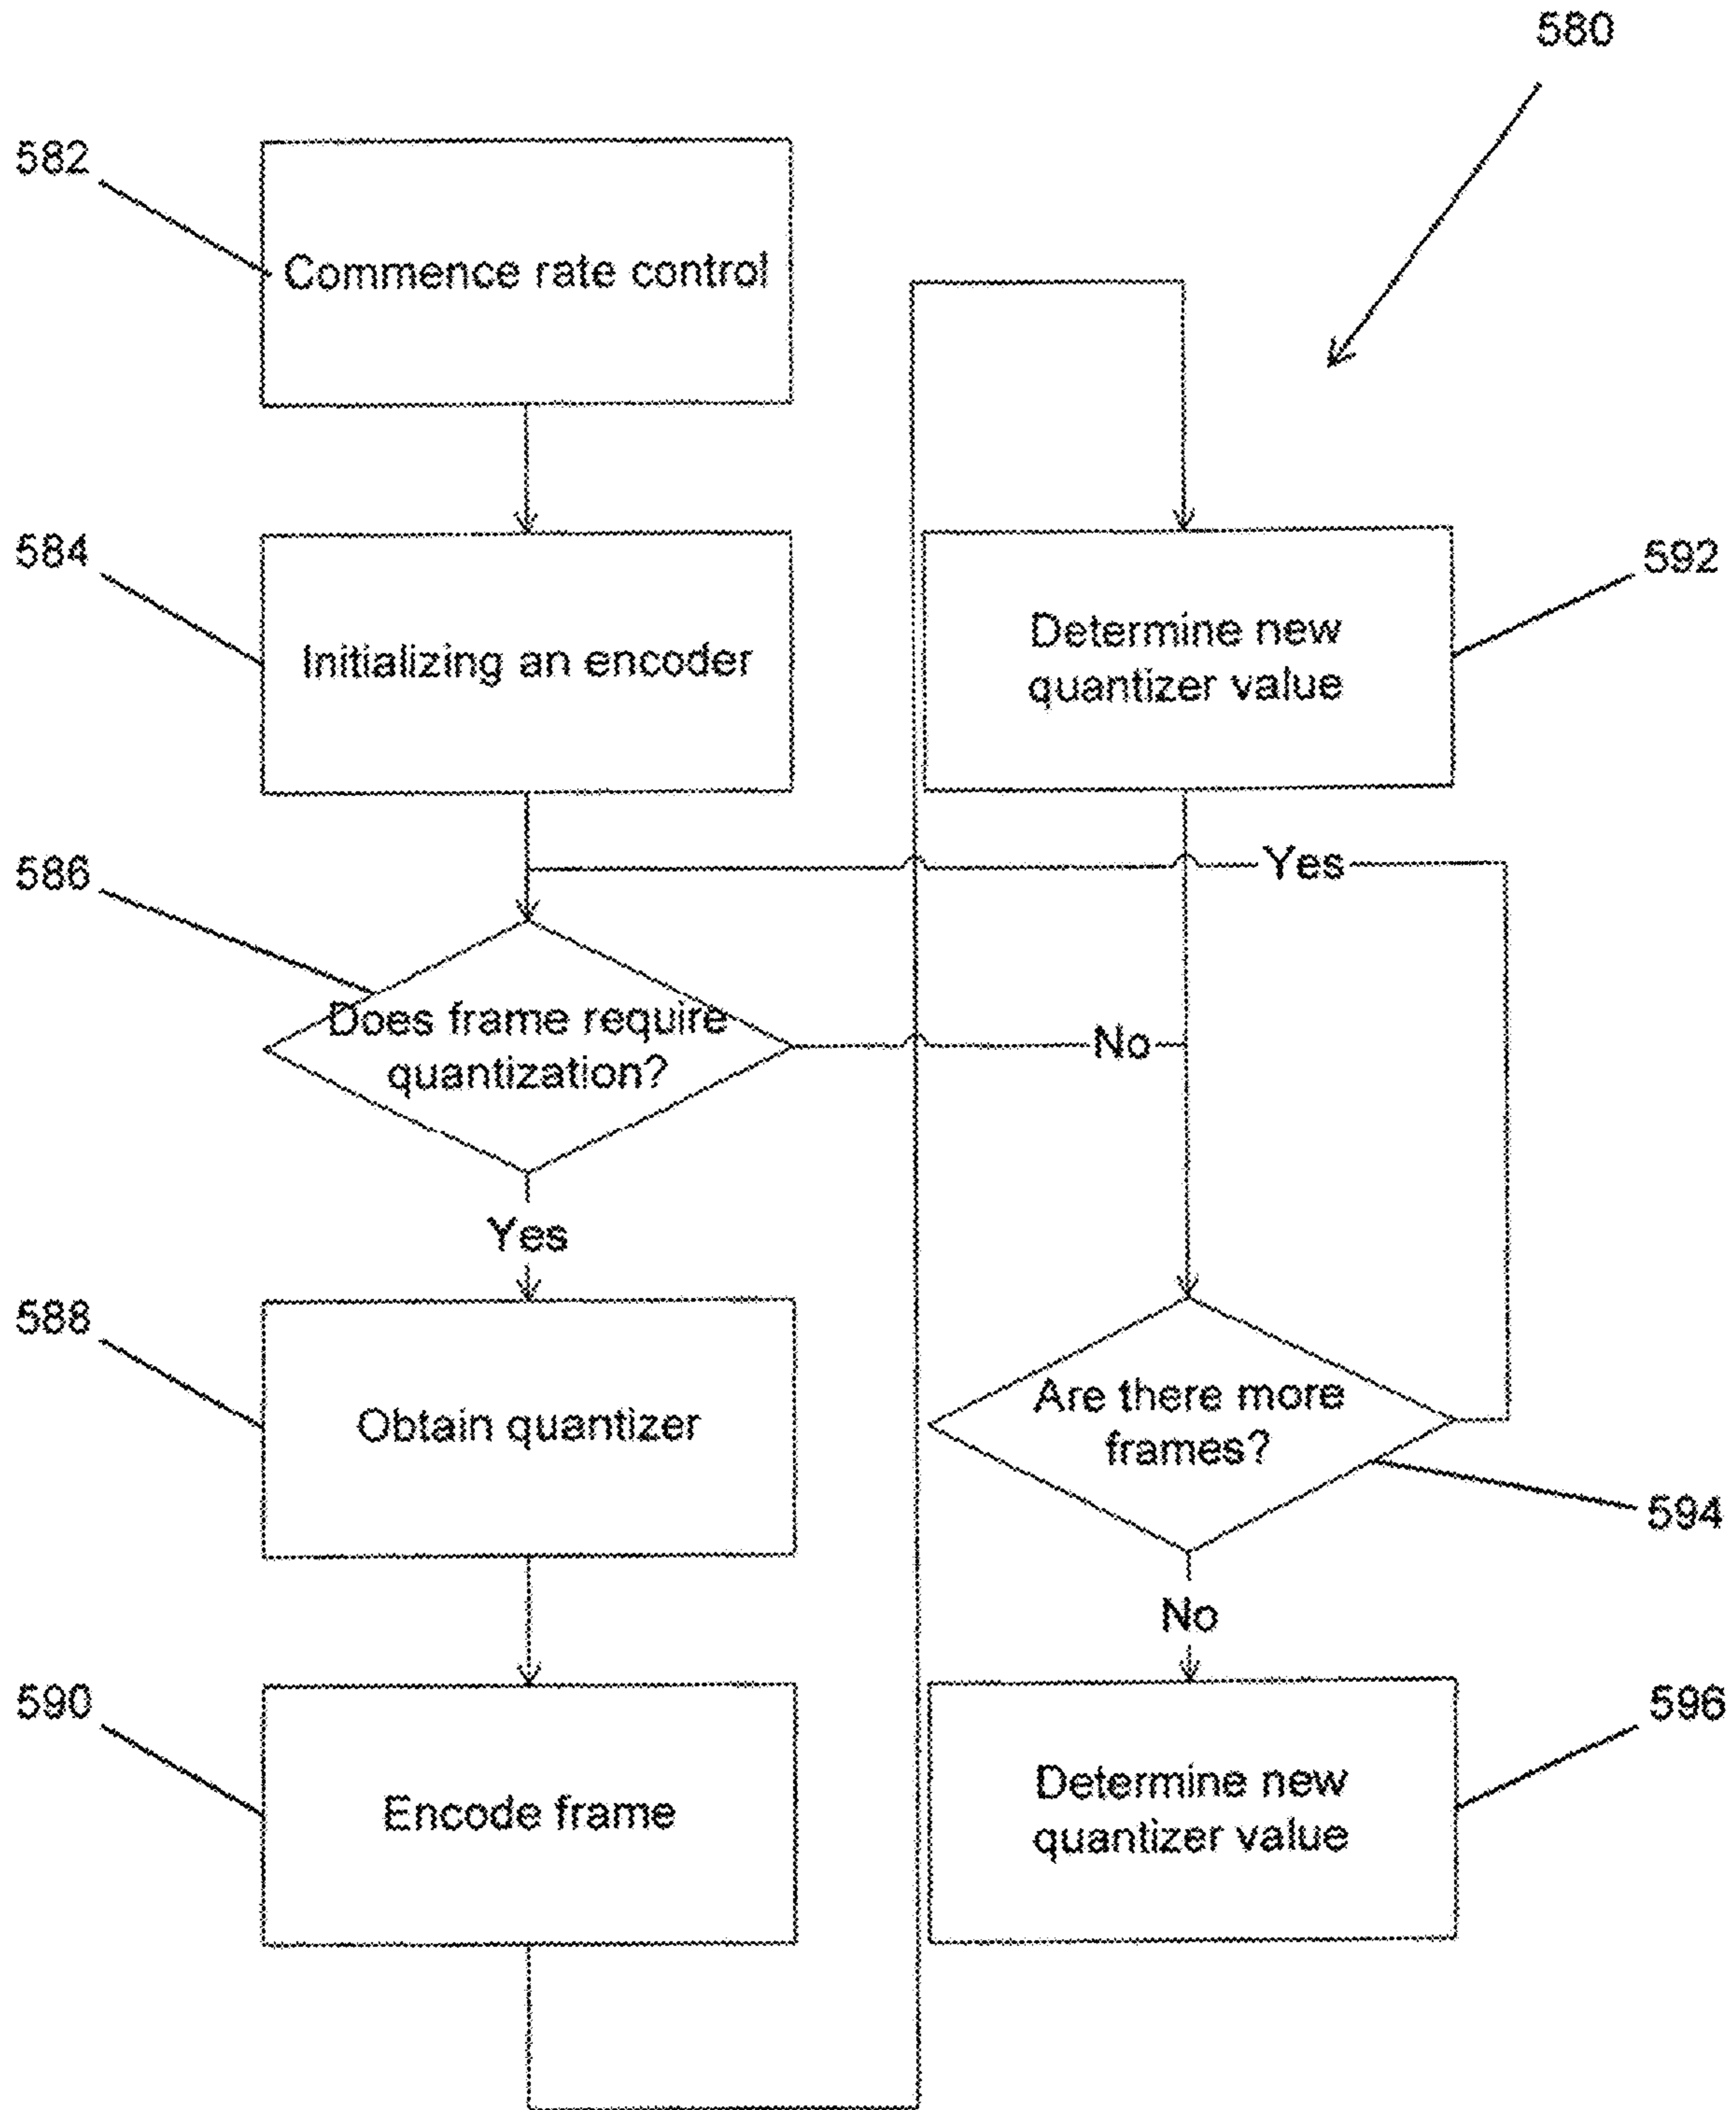 580
582
Commence rate control
584
Initializing an encoder
592
Determine new
quantizer value
586
Yes
Does frame require
quantization?
No
Yes
588
Obtain quantizer
Are there more
frames?
594
No
590
Encode frame
596
Determine new
quantizer value